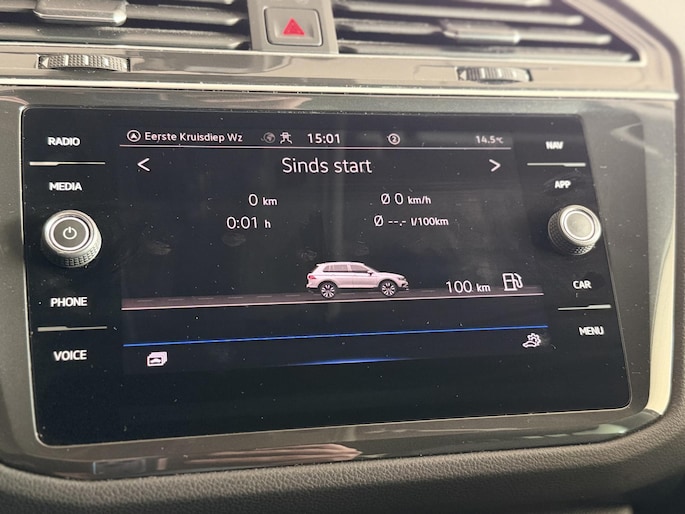 RADIO
MEDIA
PHONE
VOICE
Eerste Kruisdiep Wz 15:01 2 14.5°C
< Sinds start >
0 km Ø 0 km/h
0:01 h Ø --.- l/100km
100 km
NAV
APP
CAR
MENU